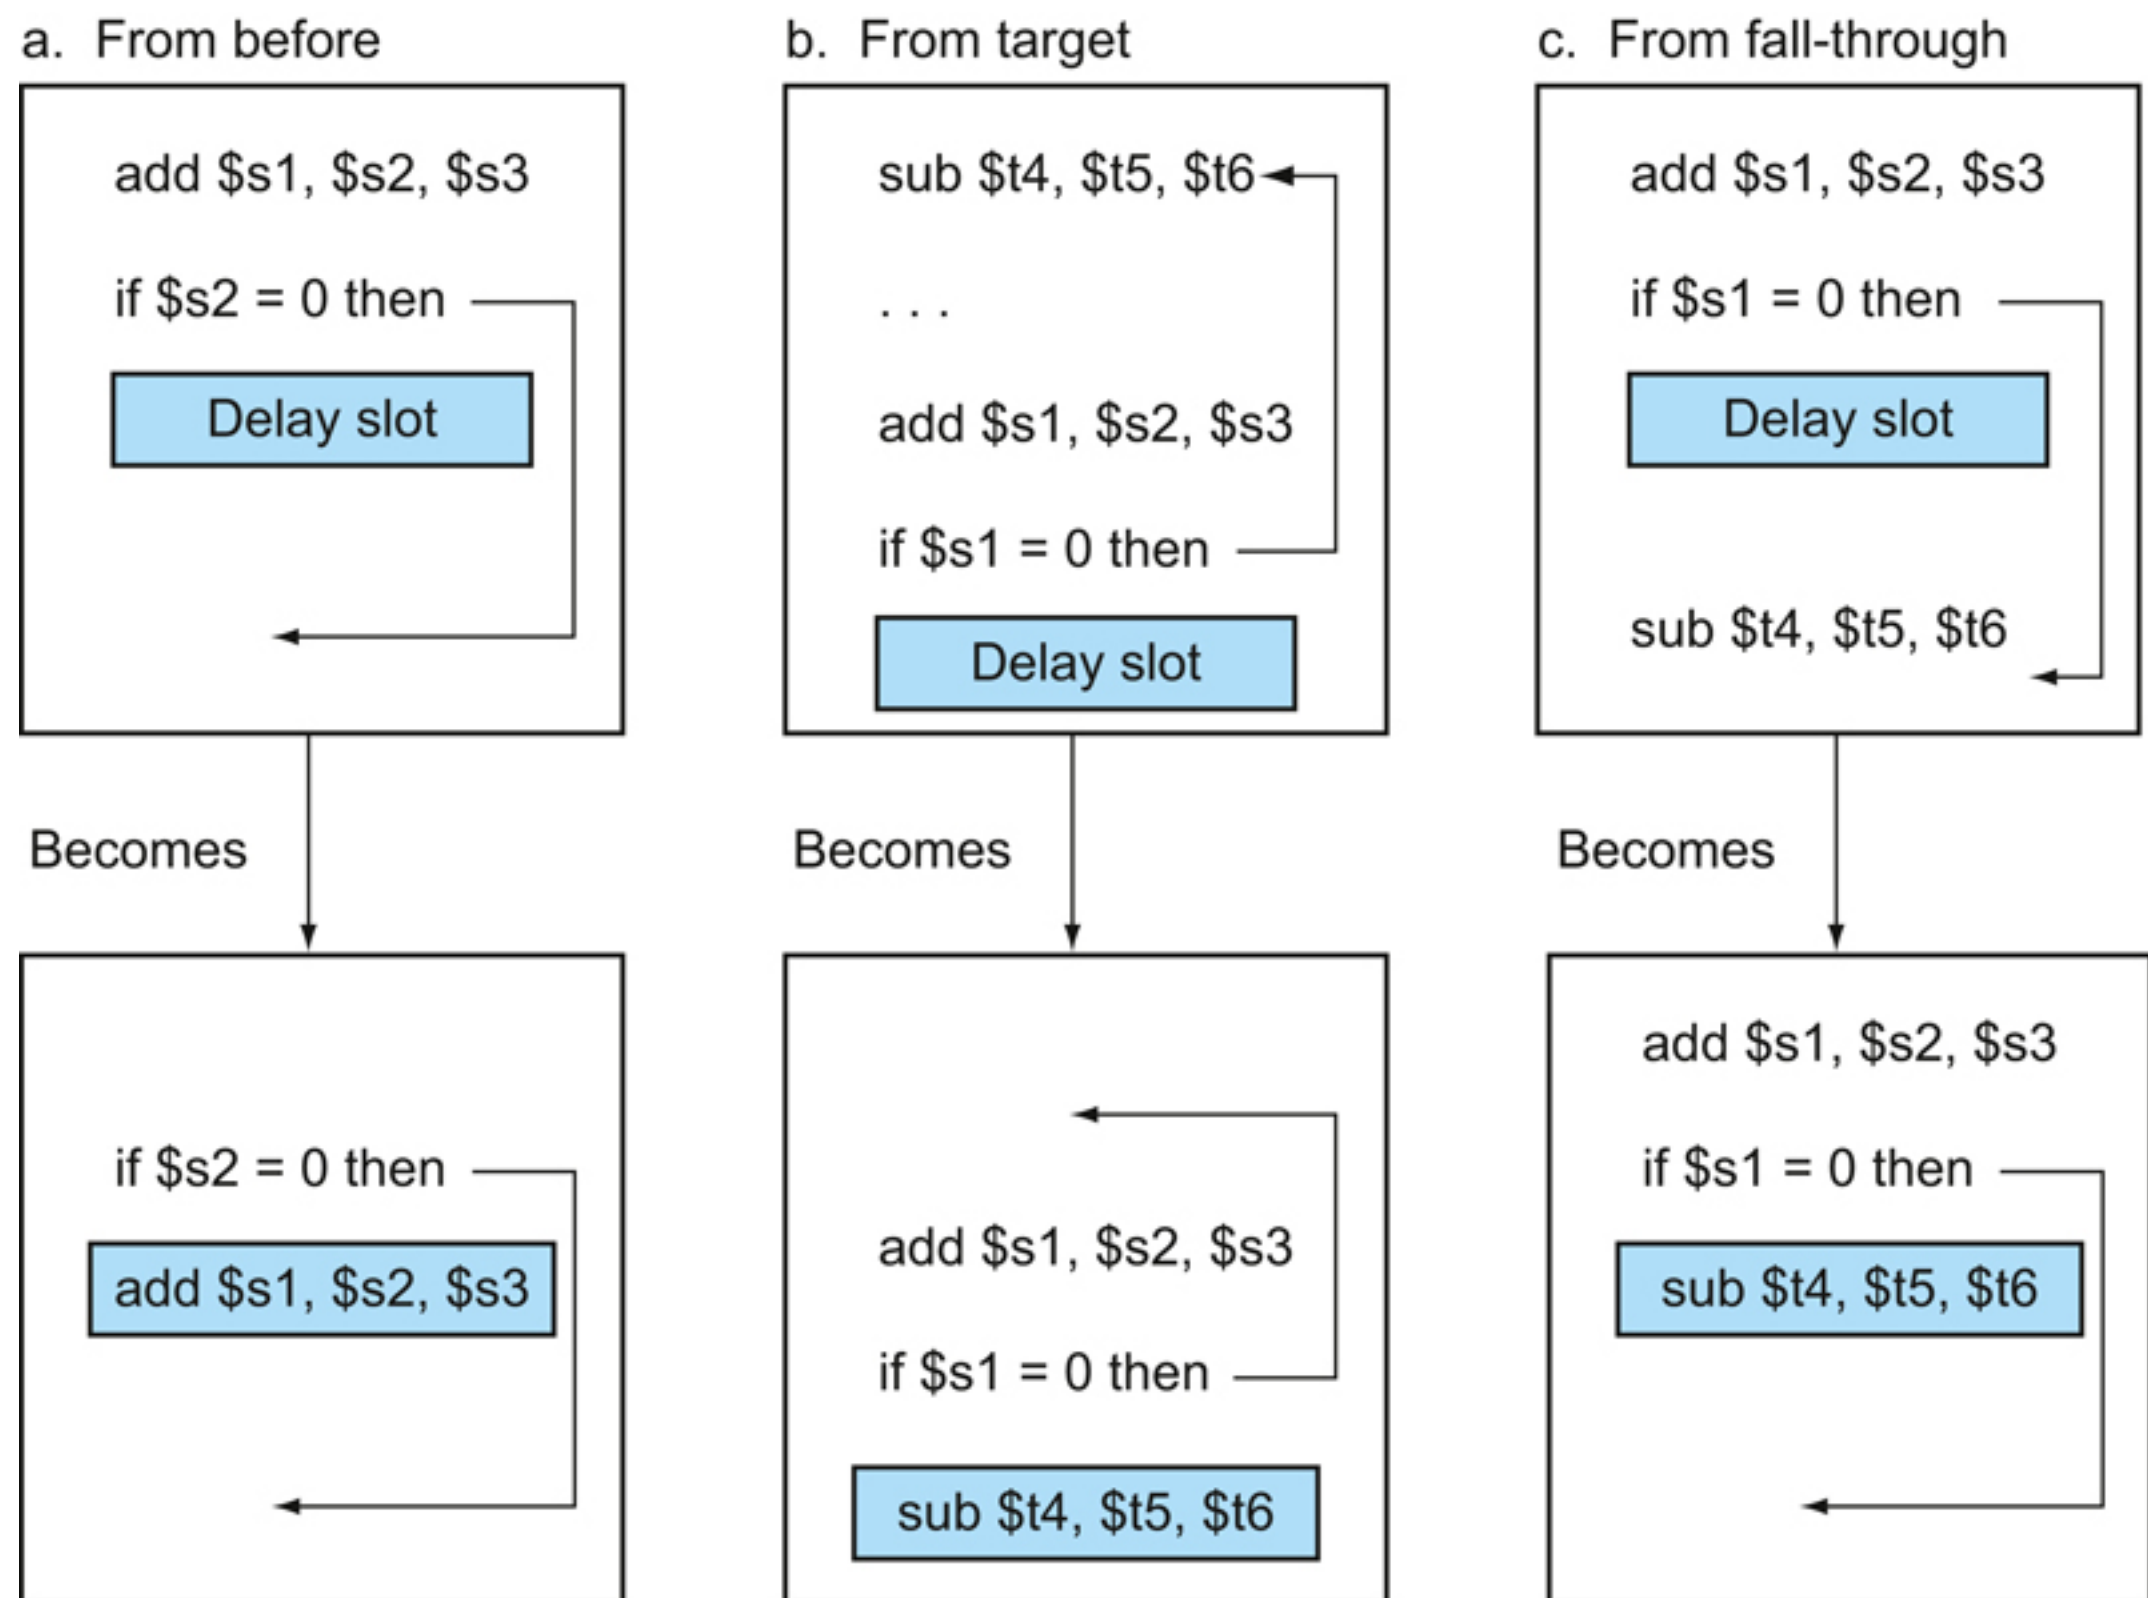 a. From before
add $s1, $s2, $s3
if $s2 = 0 then
Delay slot
Becomes
if $s2 = 0 then
add $s1, $s2, $s3
b. From target
sub $t4, $t5, $t6
. . .
add $s1, $s2, $s3
if $s1 = 0 then
Delay slot
Becomes
add $s1, $s2, $s3
if $s1 = 0 then
sub $t4, $t5, $t6
c. From fall-through
add $s1, $s2, $s3
if $s1 = 0 then
Delay slot
sub $t4, $t5, $t6
Becomes
add $s1, $s2, $s3
if $s1 = 0 then
sub $t4, $t5, $t6